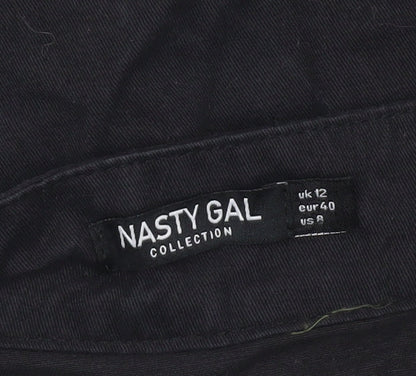 NASTY GAL
COLLECTION
uk 12
eur 40
us 8